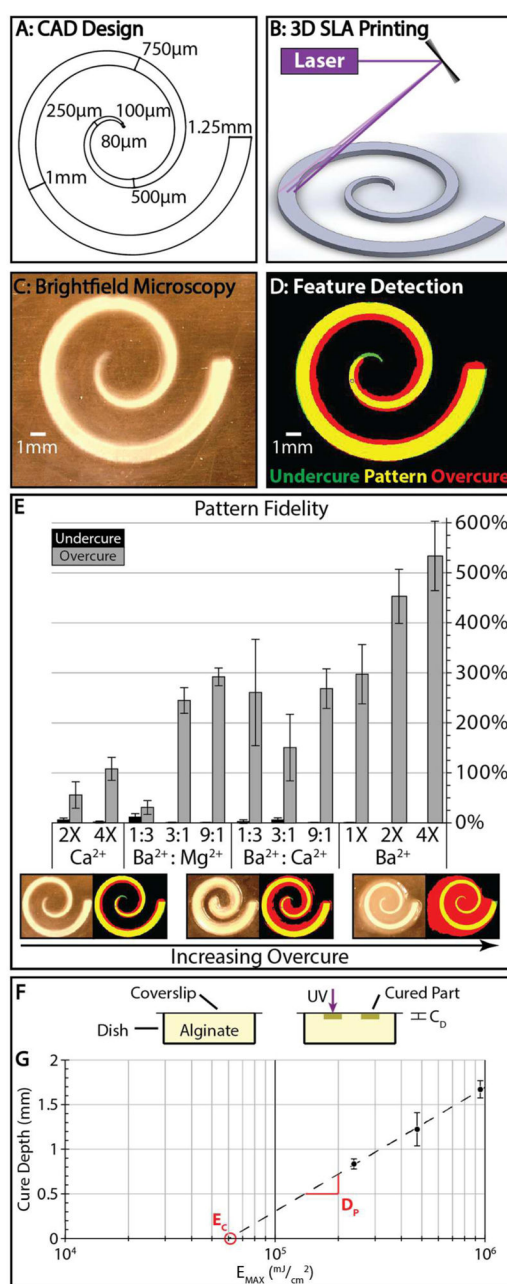 A: CAD Design
750µm
250µm
100µm
80µm
1.25mm
1mm
500µm
B: 3D SLA Printing
Laser
C: Brightfield Microscopy
1mm
D: Feature Detection
1mm
Undercure Pattern Overcure
E
Pattern Fidelity
Undercure
Overcure
600%
500%
400%
300%
200%
100%
0%
2X 4X 1:3 3:1 9:1 1:3 3:1 9:1 1X 2X 4X
Ca²⁺ Ba²⁺: Mg²⁺ Ba²⁺: Ca²⁺ Ba²⁺
Increasing Overcure
F
Coverslip
Dish
Alginate
UV
Cured Part
C_D
G
Cure Depth (mm)
2
1.5
1
0.5
0
E_C
D_P
10⁴ 10⁵ 10⁶
E_MAX (mJ/cm²)